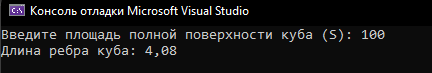 Консоль отладки Microsoft Visual Studio
Введите площадь полной поверхности куба (S): 100
Длина ребра куба: 4,08